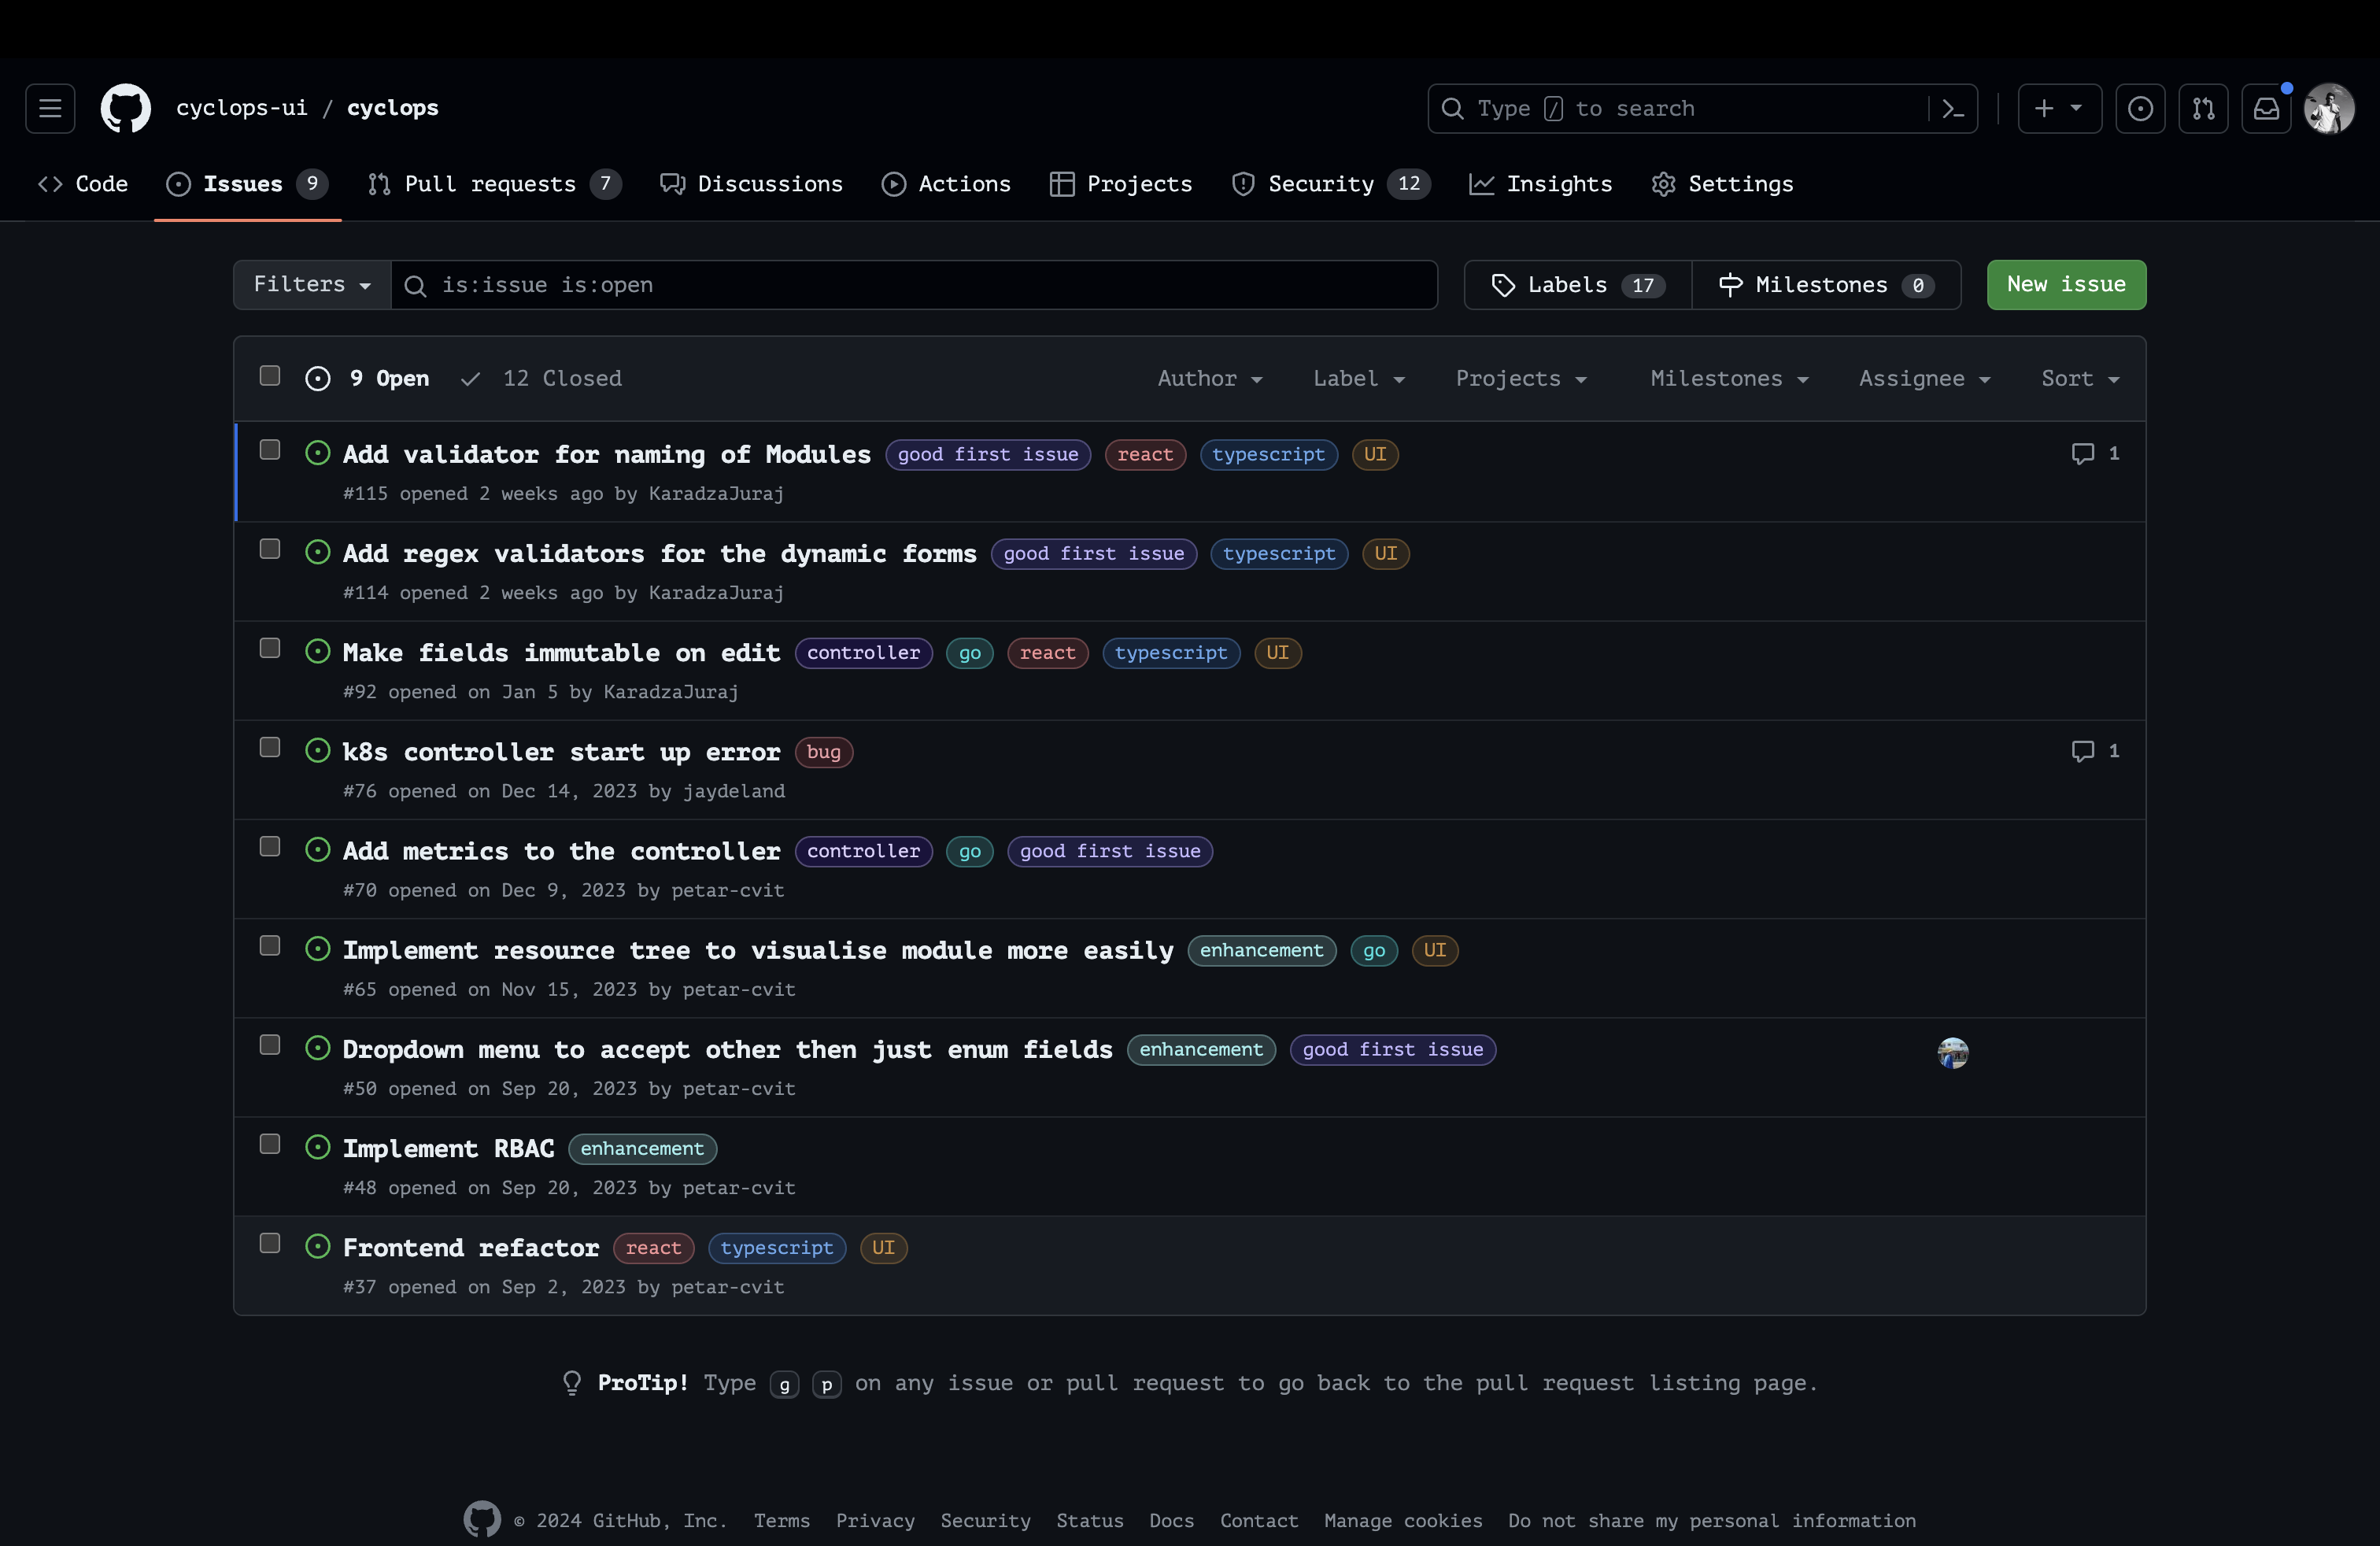 cyclops-ui / cyclops
Type / to search
Code Issues 9 Pull requests 7 Discussions Actions Projects Security 12 Insights Settings
Filters is:issue is:open Labels 17 Milestones 0 New issue
9 Open 12 Closed Author Label Projects Milestones Assignee Sort
Add validator for naming of Modules good first issue react typescript UI 1
#115 opened 2 weeks ago by KaradzaJuraj
Add regex validators for the dynamic forms good first issue typescript UI
#114 opened 2 weeks ago by KaradzaJuraj
Make fields immutable on edit controller go react typescript UI
#92 opened on Jan 5 by KaradzaJuraj
k8s controller start up error bug 1
#76 opened on Dec 14, 2023 by jaydeland
Add metrics to the controller controller go good first issue
#70 opened on Dec 9, 2023 by petar-cvit
Implement resource tree to visualise module more easily enhancement go UI
#65 opened on Nov 15, 2023 by petar-cvit
Dropdown menu to accept other then just enum fields enhancement good first issue
#50 opened on Sep 20, 2023 by petar-cvit
Implement RBAC enhancement
#48 opened on Sep 20, 2023 by petar-cvit
Frontend refactor react typescript UI
#37 opened on Sep 2, 2023 by petar-cvit
ProTip! Type g p on any issue or pull request to go back to the pull request listing page.
© 2024 GitHub, Inc. Terms Privacy Security Status Docs Contact Manage cookies Do not share my personal information